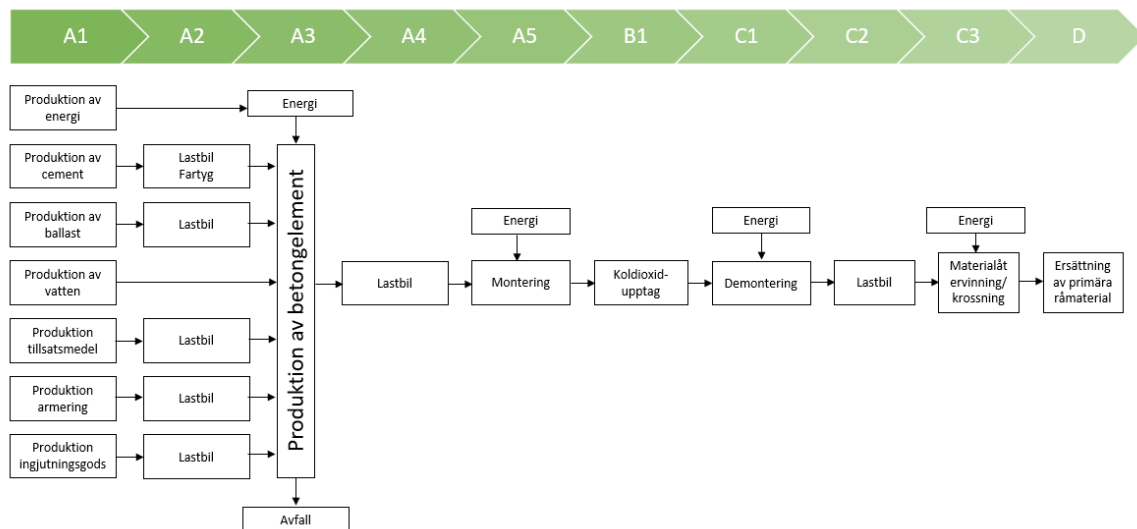 A1
A2
A3
A4
A5
B1
C1
C2
C3
D
Produktion av
energi
Energi
Produktion av
cement
Lastbil
Fartyg
Produktion av
ballast
Lastbil
Produktion av
vatten
Produktion
tillsatsmedel
Lastbil
Produktion
armering
Lastbil
Produktion
ingjutningsgods
Lastbil
Produktion av betongelement
Avfall
Lastbil
Energi
Montering
Koldioxid-
upptag
Energi
Demontering
Lastbil
Energi
Materialåt
ervinning/
krossning
Ersättning
av primära
råmaterial